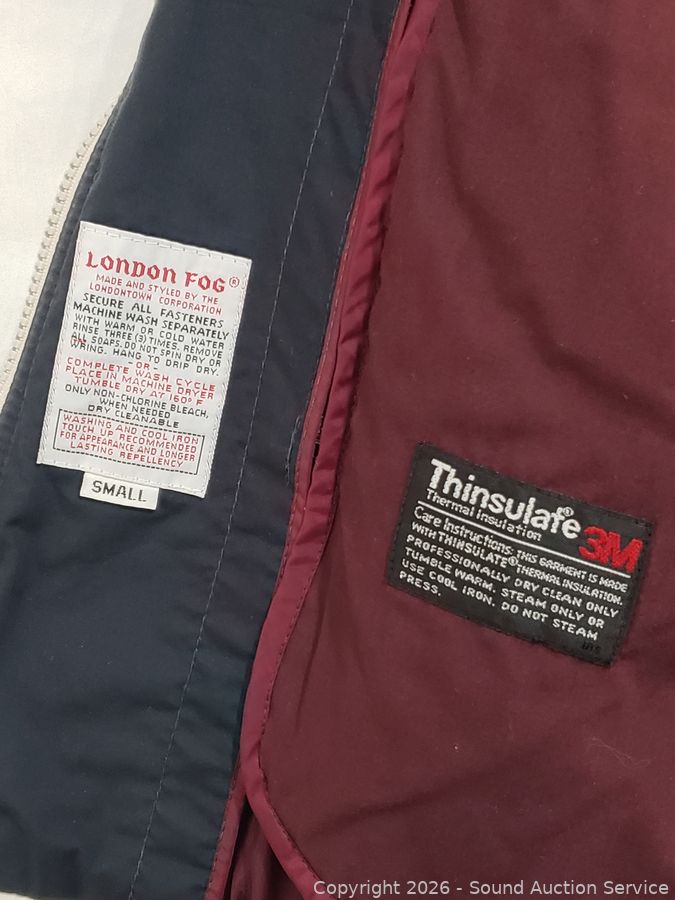 LONDON FOG®
MADE AND STYLED BY THE
LONDONTOWN CORPORATION
SECURE ALL FASTENERS
MACHINE WASH SEPARATELY
WITH WARM OR COLD WATER
RINSE THREE (3) TIMES. REMOVE
ALL SOAPS. DO NOT SPIN DRY OR
WRING. HANG TO DRIP DRY.
-OR-
COMPLETE WASH CYCLE
PLACE IN MACHINE DRYER
TUMBLE DRY AT 160° F
ONLY NON-CHLORINE BLEACH,
WHEN NEEDED
DRY CLEANABLE
WASHING AND COOL IRON
TOUCH UP RECOMMENDED
FOR APPEARANCE AND LONGER
LASTING REPELLENCY
SMALL
Thinsulate®
Thermal Insulation
3M
Care Instructions: THIS GARMENT IS MADE
WITH THINSULATE® THERMAL INSULATION.
PROFESSIONALLY DRY CLEAN ONLY
TUMBLE WARM, STEAM ONLY OR
USE COOL IRON, DO NOT STEAM
PRESS.
Copyright 2026 - Sound Auction Service